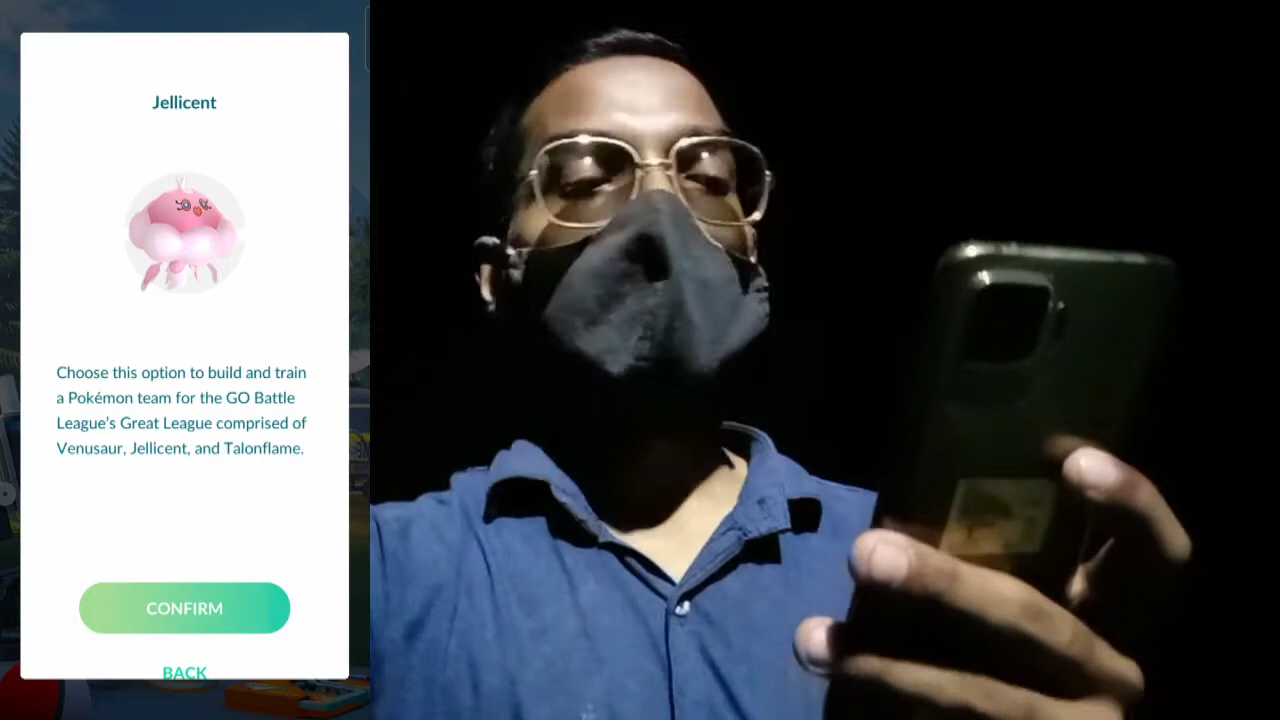 Jellicent
Choose this option to build and train
a Pokémon team for the GO Battle
League's Great League comprised of
Venusaur, Jellicent, and Talonflame.
CONFIRM
BACK